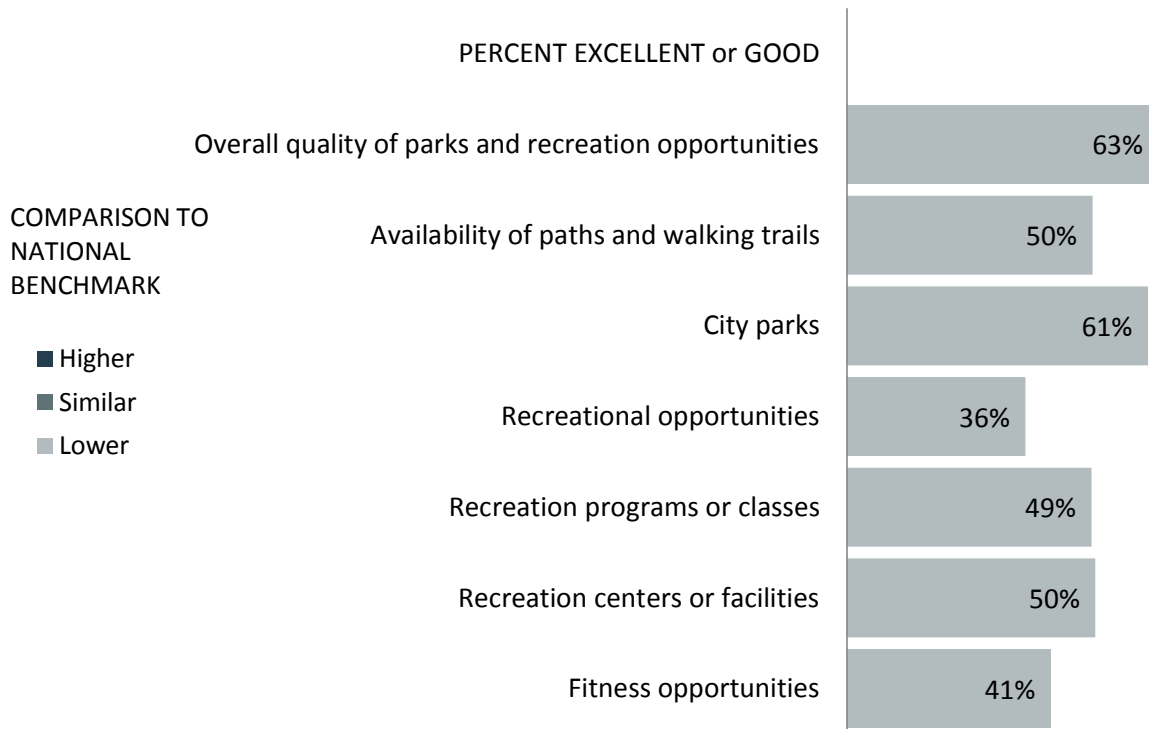 PERCENT EXCELLENT or GOOD
Overall quality of parks and recreation opportunities 63%
COMPARISON TO
NATIONAL
BENCHMARK
Higher
Similar
Lower
Availability of paths and walking trails 50%
City parks 61%
Recreational opportunities 36%
Recreation programs or classes 49%
Recreation centers or facilities 50%
Fitness opportunities 41%